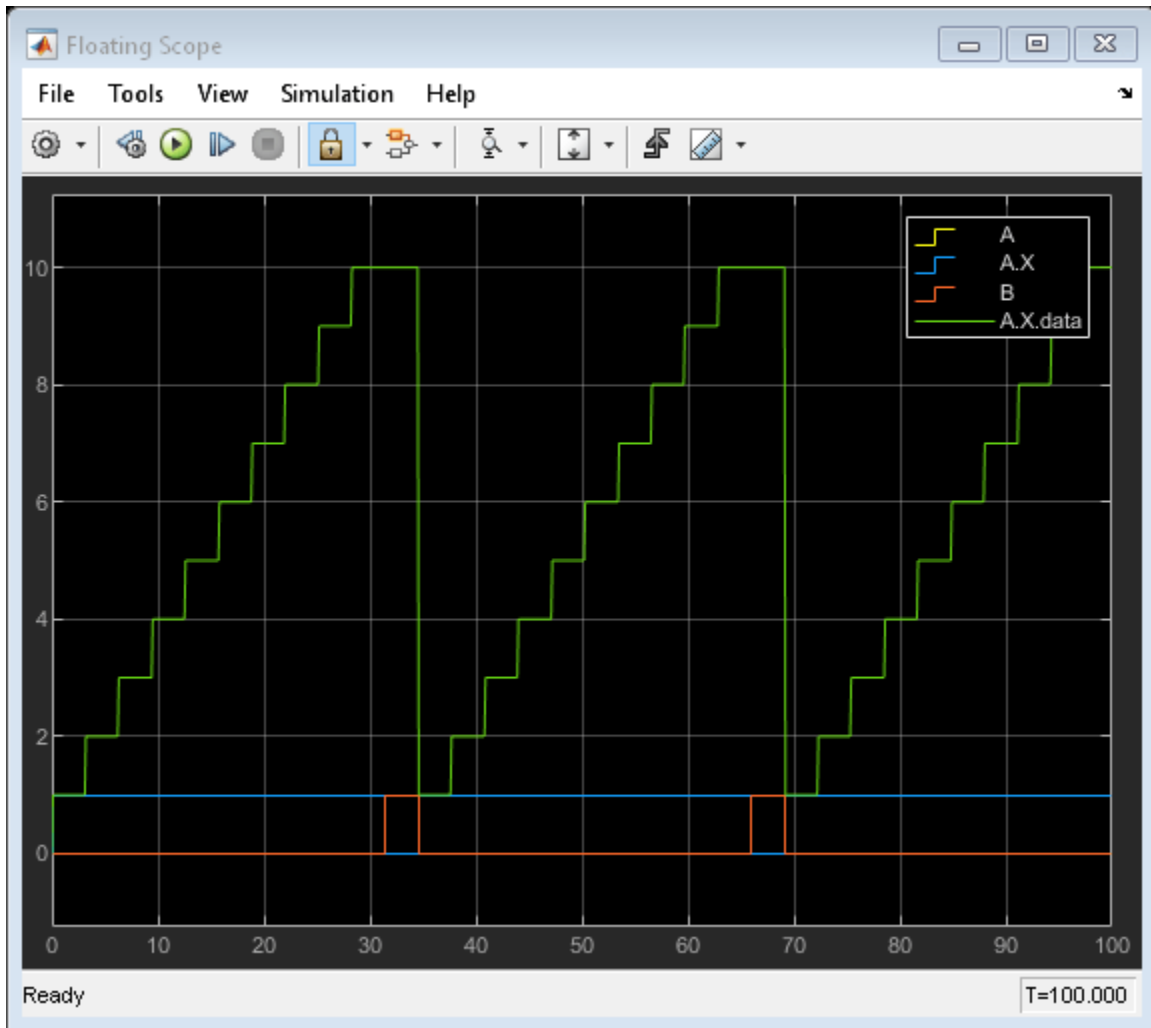 Floating Scope
File Tools View Simulation Help
A
A.X
B
A.X.data
10
8
6
4
2
0
0 10 20 30 40 50 60 70 80 90 100
Ready T=100.000